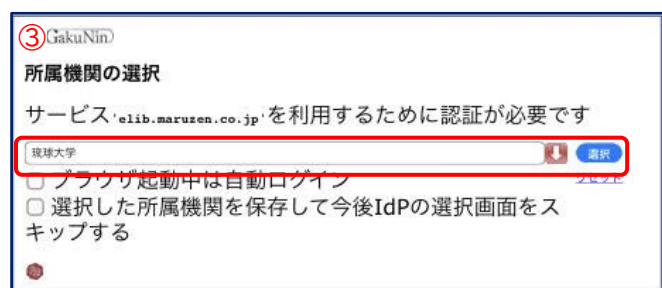 ③GakuNin
所属機関の選択
サービス'elib.maruzen.co.jp'を利用するために認証が必要です
琉球大学 選択
ブラウザ起動中は自動ログイン リセット
選択した所属機関を保存して今後IdPの選択画面をス
キップする